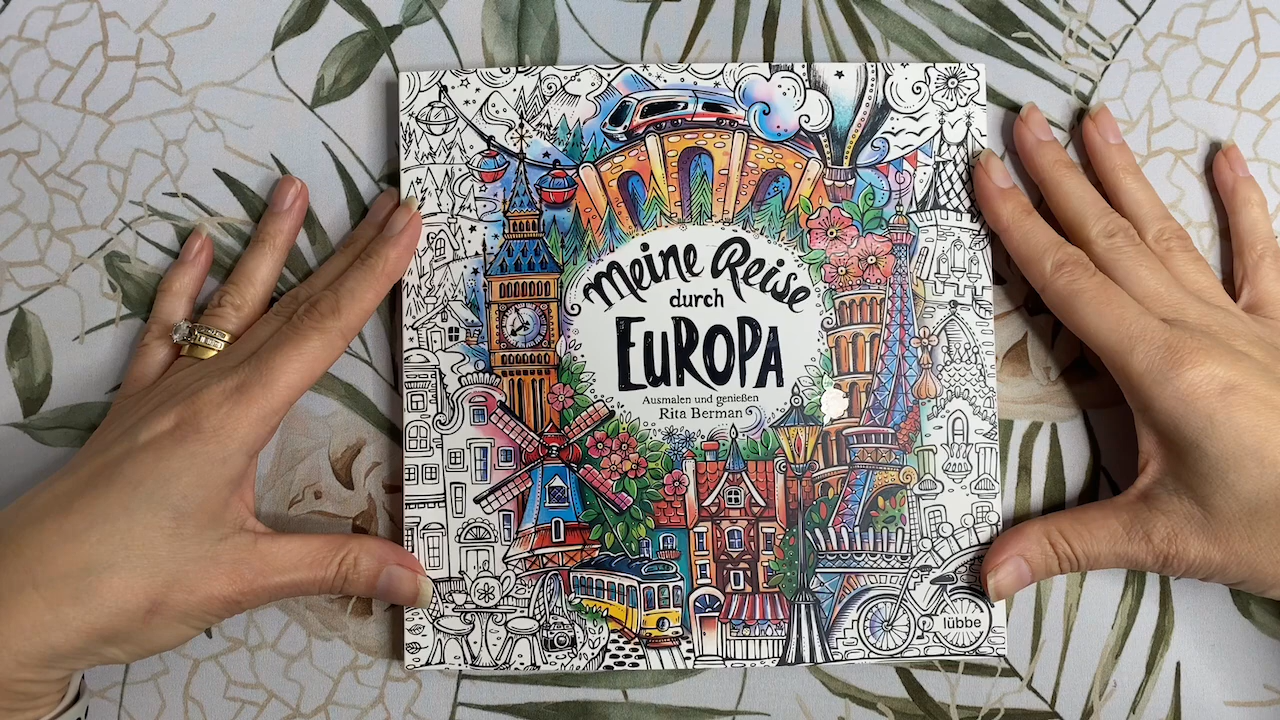 Meine Reise
durch
EuROPA
Ausmalen und genießen
Rita Berman
lübbe